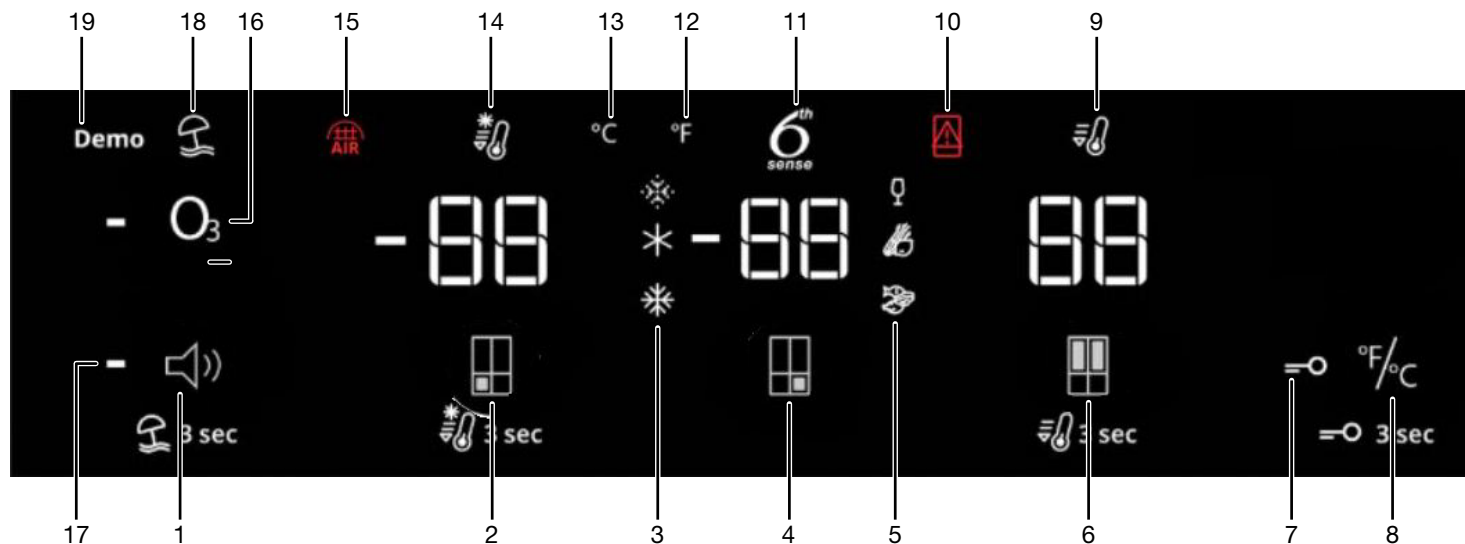 19 18 16 15 14 13 12 11 10 9
Demo AIR °C °F 6th sense
O3 -88 -88 88
°F/°C
3 sec 3 sec 3 sec 3 sec
17 1 2 3 4 5 6 7 8